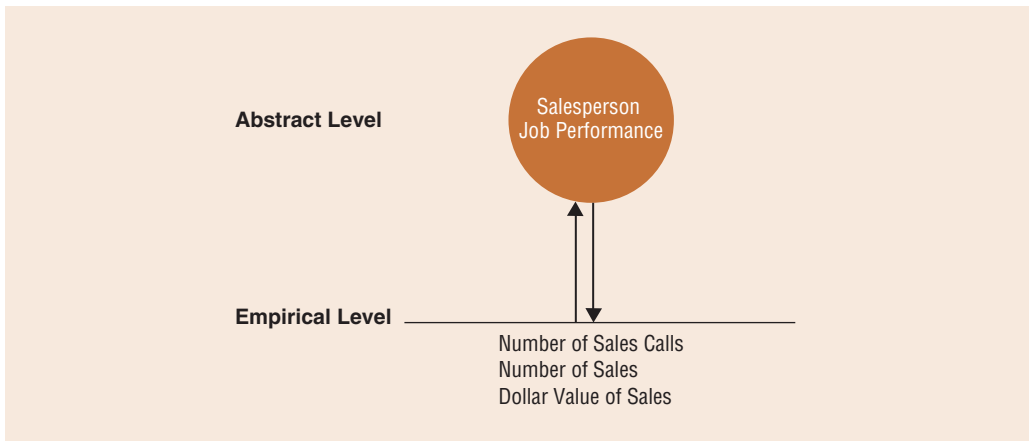 Abstract Level
Salesperson
Job Performance
Empirical Level
Number of Sales Calls
Number of Sales
Dollar Value of Sales